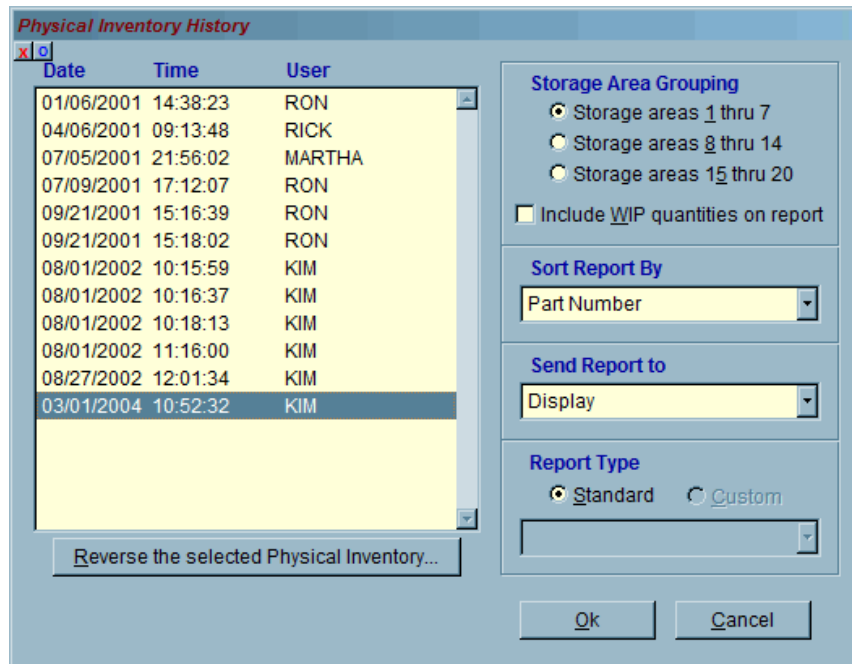 Physical Inventory History
x o
Date Time User
01/06/2001 14:38:23 RON
04/06/2001 09:13:48 RICK
07/05/2001 21:56:02 MARTHA
07/09/2001 17:12:07 RON
09/21/2001 15:16:39 RON
09/21/2001 15:18:02 RON
08/01/2002 10:15:59 KIM
08/01/2002 10:16:37 KIM
08/01/2002 10:18:13 KIM
08/01/2002 11:16:00 KIM
08/27/2002 12:01:34 KIM
03/01/2004 10:52:32 KIM
Reverse the selected Physical Inventory...
Storage Area Grouping
Storage areas 1 thru 7
Storage areas 8 thru 14
Storage areas 15 thru 20
Include WIP quantities on report
Sort Report By
Part Number
Send Report to
Display
Report Type
Standard Custom
Ok Cancel